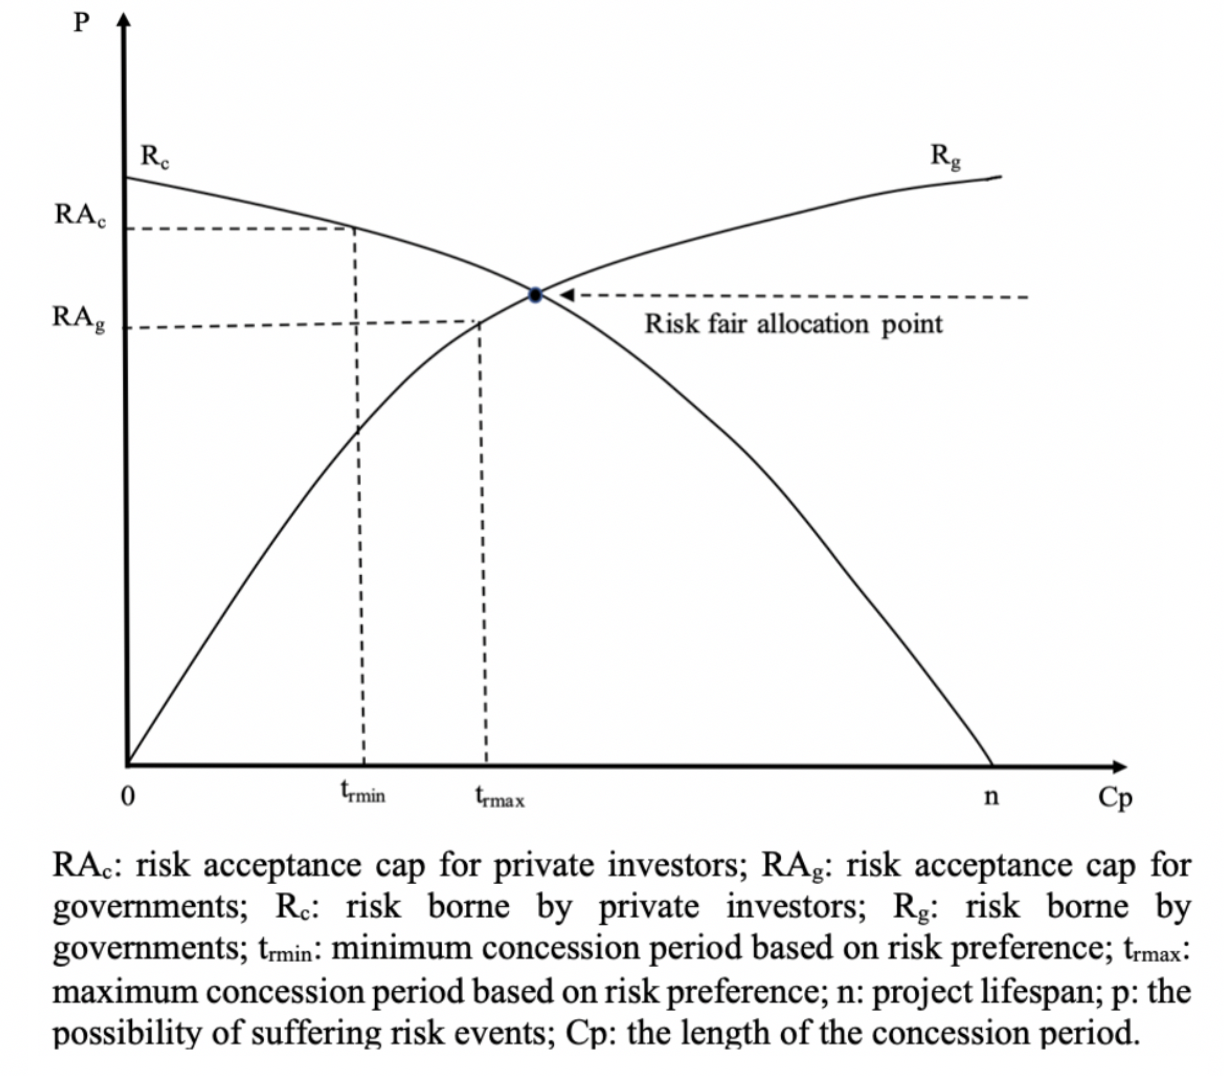 P
Rc
Rg
RAc
RAg
Risk fair allocation point
0
trmin
trmax
n
Cp
RAc: risk acceptance cap for private investors; RAg: risk acceptance cap for
governments; Rc: risk borne by private investors; Rg: risk borne by
governments; trmin: minimum concession period based on risk preference; trmax:
maximum concession period based on risk preference; n: project lifespan; p: the
possibility of suffering risk events; Cp: the length of the concession period.